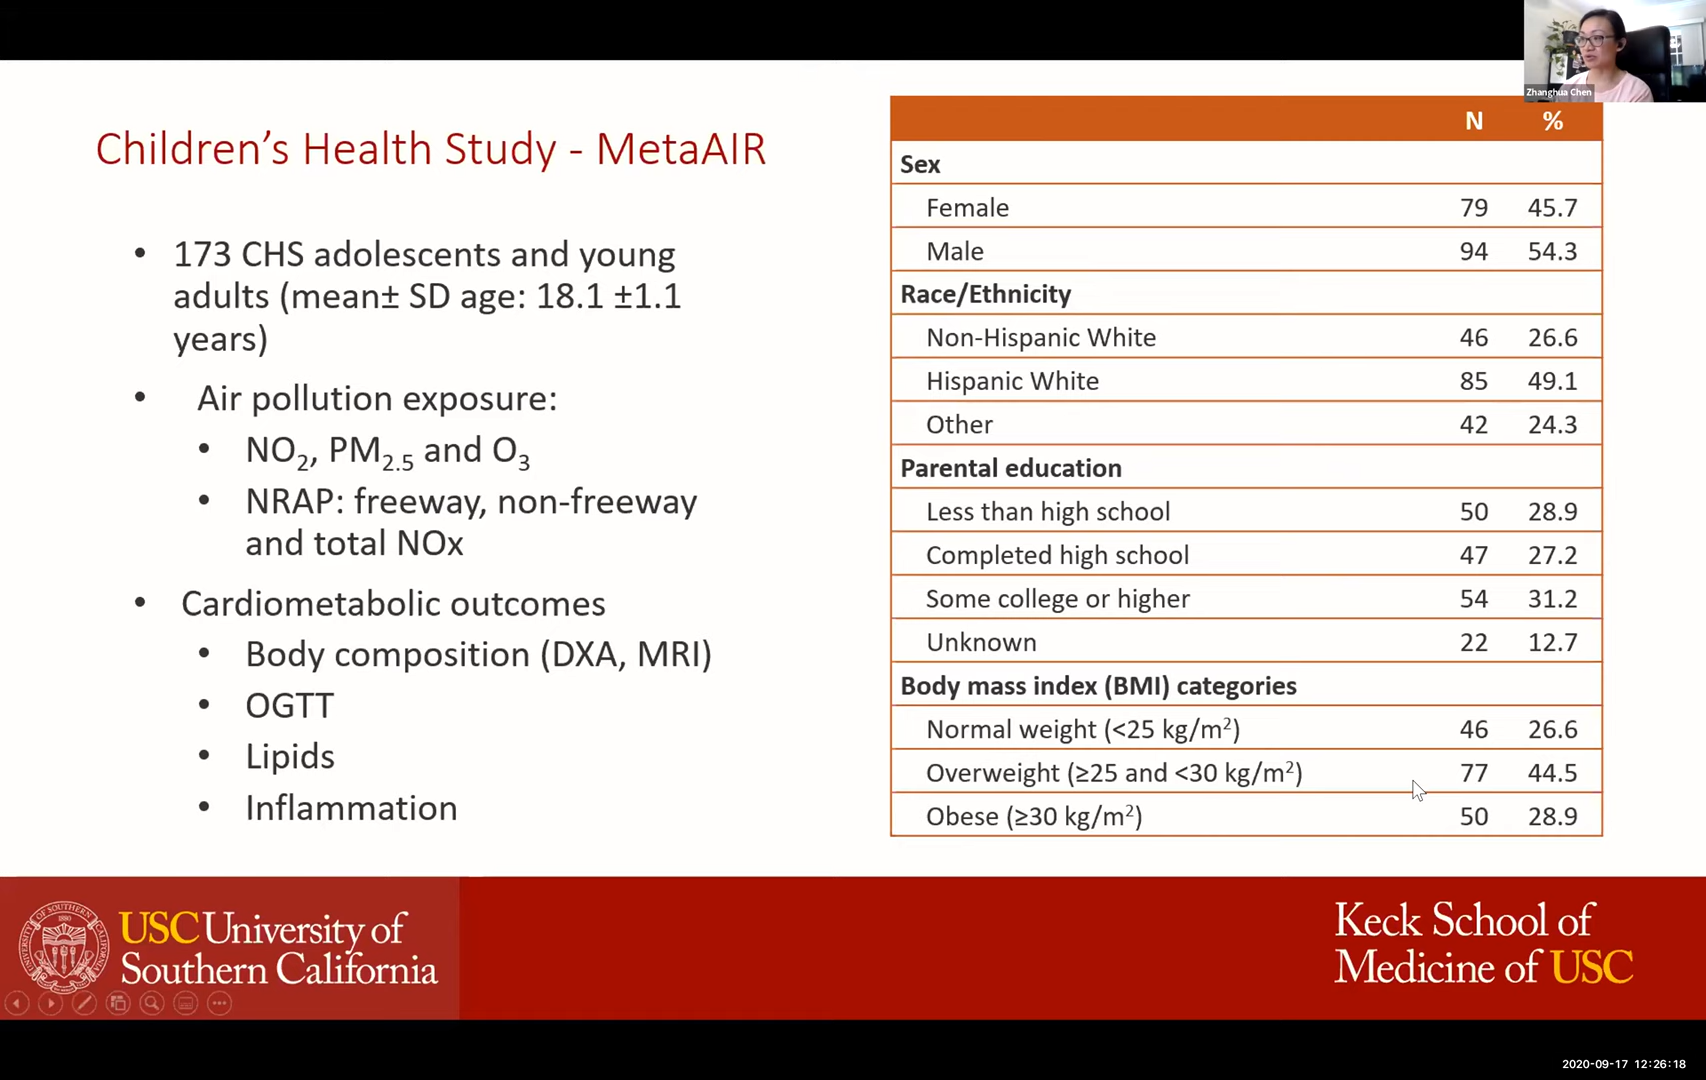 Zhanghua Chen
Children's Health Study - MetaAIR
• 173 CHS adolescents and young
adults (mean± SD age: 18.1 ±1.1
years)
• Air pollution exposure:
• NO2, PM2.5 and O3
• NRAP: freeway, non-freeway
and total NOx
• Cardiometabolic outcomes
• Body composition (DXA, MRI)
• OGTT
• Lipids
• Inflammation
N %
Sex
Female 79 45.7
Male 94 54.3
Race/Ethnicity
Non-Hispanic White 46 26.6
Hispanic White 85 49.1
Other 42 24.3
Parental education
Less than high school 50 28.9
Completed high school 47 27.2
Some college or higher 54 31.2
Unknown 22 12.7
Body mass index (BMI) categories
Normal weight (<25 kg/m²) 46 26.6
Overweight (≥25 and <30 kg/m²) 77 44.5
Obese (≥30 kg/m²) 50 28.9
USC University of
Southern California
Keck School of
Medicine of USC
2020-09-17 12:26:18